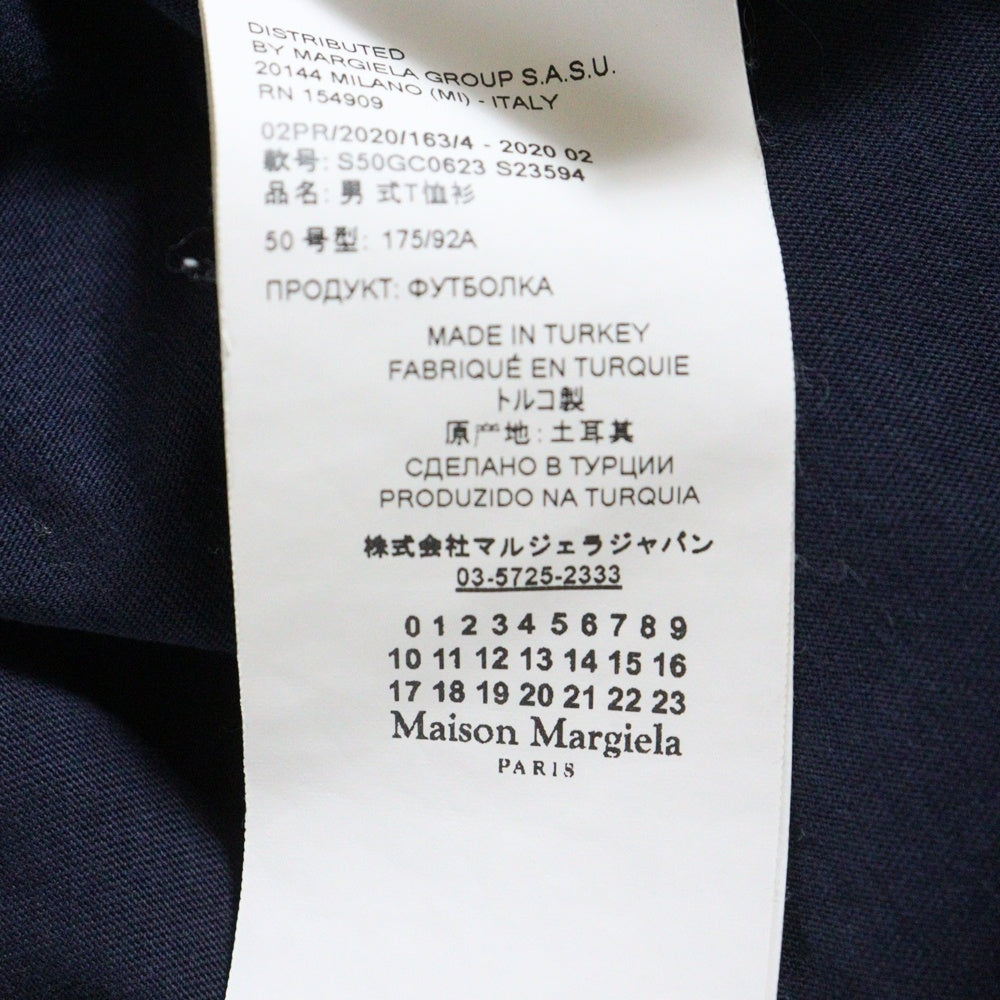 DISTRIBUTED
BY MARGIELA GROUP S.A.S.U.
20144 MILANO (MI) - ITALY
RN 154909
02PR/2020/163/4 - 2020 02
款号: S50GC0623 S23594
品名: 男 式T恤衫
50 号型: 175/92A
ПРОДУКТ: ФУТБОЛКА
MADE IN TURKEY
FABRIQUÉ EN TURQUIE
トルコ製
原产地: 土耳其
СДЕЛАНО В ТУРЦИИ
PRODUZIDO NA TURQUIA
株式会社マルジェラジャパン
03-5725-2333
0 1 2 3 4 5 6 7 8 9
10 11 12 13 14 15 16
17 18 19 20 21 22 23
Maison Margiela
PARIS